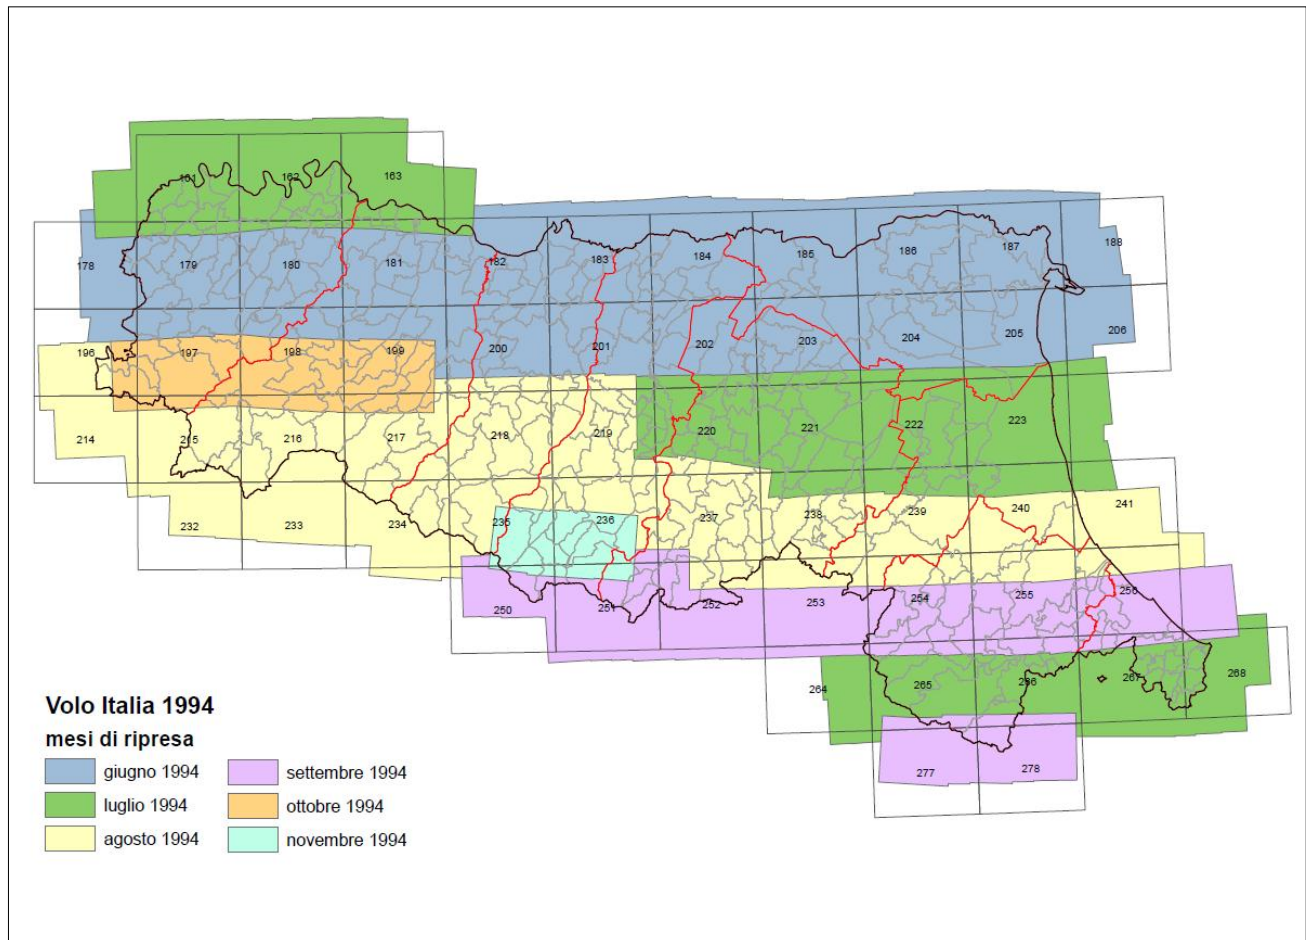 161 162 163
178 179 180 181 182 183 184 185 186 187 188
196 197 198 199 200 201 202 203 204 205 206
214 215 216 217 218 219 220 221 222 223
232 233 234 235 236 237 238 239 240 241
250 251 252 253 254 255 256
264 265 266 267 268
277 278
Volo Italia 1994
mesi di ripresa
giugno 1994 settembre 1994
luglio 1994 ottobre 1994
agosto 1994 novembre 1994